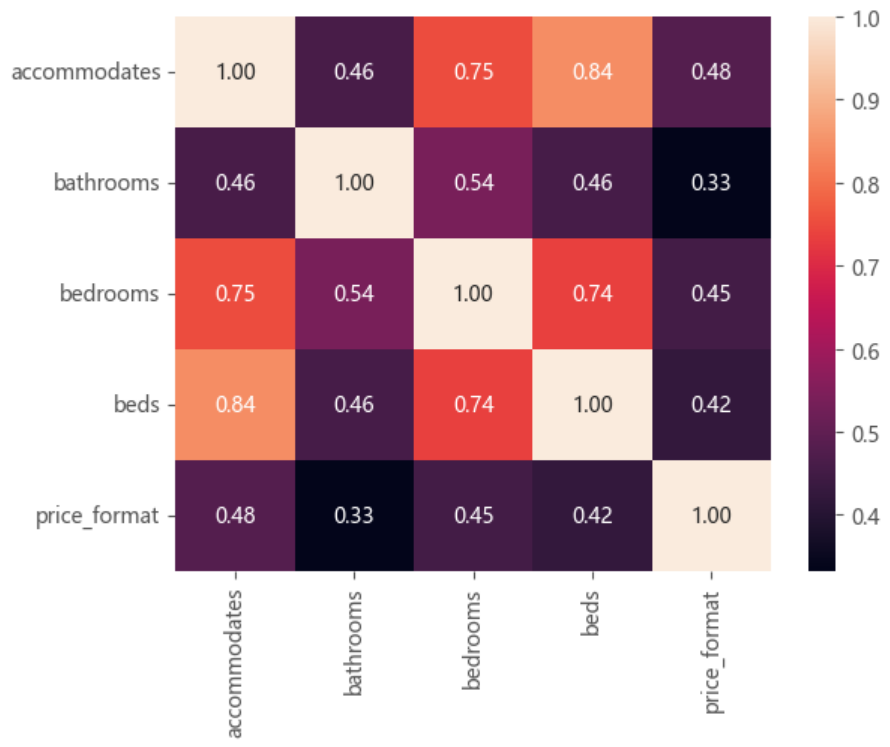 accommodates 1.00 0.46 0.75 0.84 0.48
bathrooms 0.46 1.00 0.54 0.46 0.33
bedrooms 0.75 0.54 1.00 0.74 0.45
beds 0.84 0.46 0.74 1.00 0.42
price_format 0.48 0.33 0.45 0.42 1.00
accommodates
bathrooms
bedrooms
beds
price_format
1.0
0.9
0.8
0.7
0.6
0.5
0.4